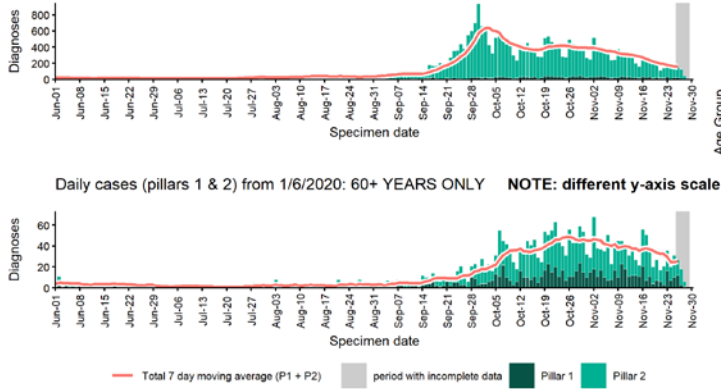 Diagnoses
800
600
400
200
0
Jun-01
Jun-08
Jun-15
Jun-22
Jun-29
Jul-06
Jul-13
Jul-20
Jul-27
Aug-03
Aug-10
Aug-17
Aug-24
Aug-31
Sep-07
Sep-14
Sep-21
Sep-28
Oct-05
Oct-12
Oct-19
Oct-26
Nov-02
Nov-09
Nov-16
Nov-23
Nov-30
Specimen date
Age Group
Daily cases (pillars 1 & 2) from 1/6/2020: 60+ YEARS ONLY NOTE: different y-axis scale
Diagnoses
60
40
20
0
Jun-01
Jun-08
Jun-15
Jun-22
Jun-29
Jul-06
Jul-13
Jul-20
Jul-27
Aug-03
Aug-10
Aug-17
Aug-24
Aug-31
Sep-07
Sep-14
Sep-21
Sep-28
Oct-05
Oct-12
Oct-19
Oct-26
Nov-02
Nov-09
Nov-16
Nov-23
Nov-30
Specimen date
Total 7 day moving average (P1 + P2) period with incomplete data Pillar 1 Pillar 2